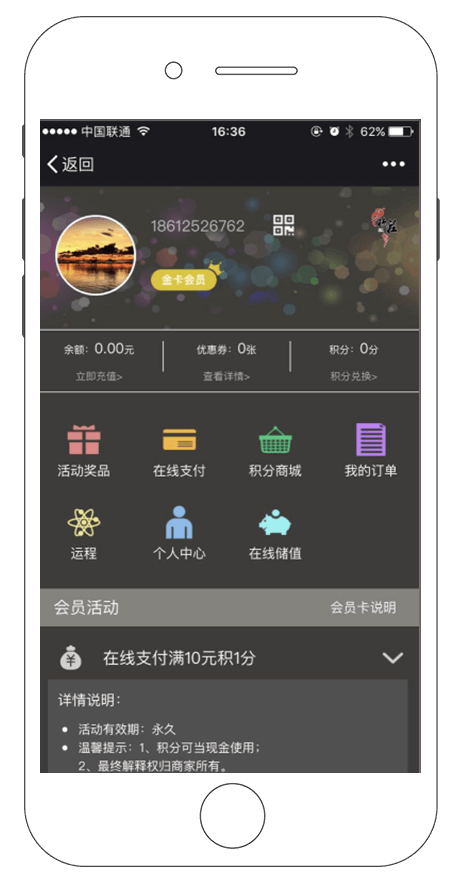 中国联通 16:36 62%
返回
18612526762
金卡会员
余额：0.00元 优惠券：0张 积分：0分
立即充值> 查看详情> 积分兑换>
活动奖品 在线支付 积分商城 我的订单
运程 个人中心 在线储值
会员活动 会员卡说明
在线支付满10元积1分
详情说明：
• 活动有效期：永久
• 温馨提示：1、积分可当现金使用；
2、最终解释权归商家所有。